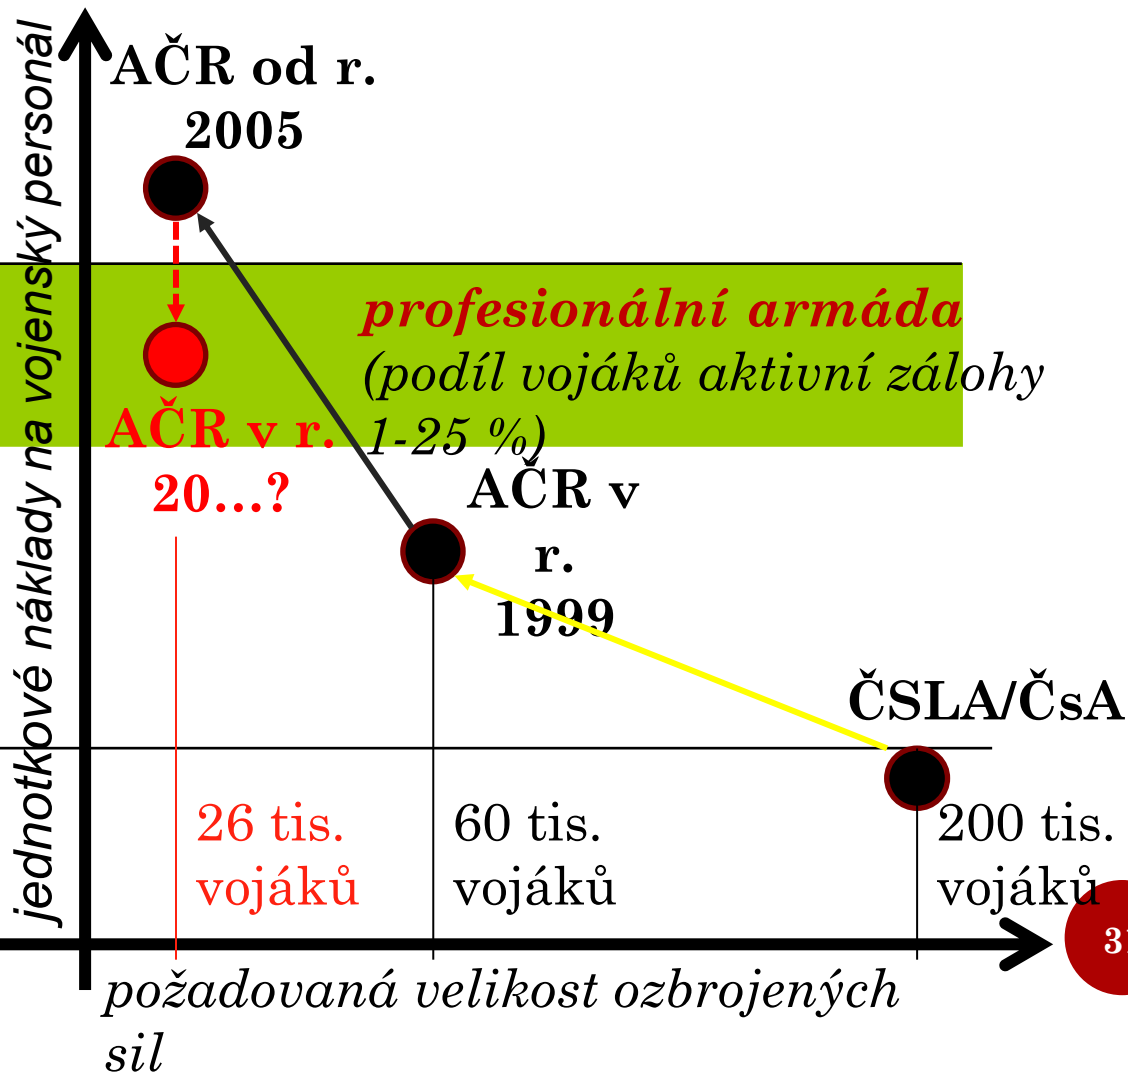 jednotkové náklady na vojenský personál
AČR od r.
2005
profesionální armáda
(podíl vojáků aktivní zálohy
1-25 %)
AČR v r.
20...?
AČR v
r.
1999
ČSLA/ČsA
26 tis.
vojáků
60 tis.
vojáků
200 tis.
vojáků
požadovaná velikost ozbrojených
sil